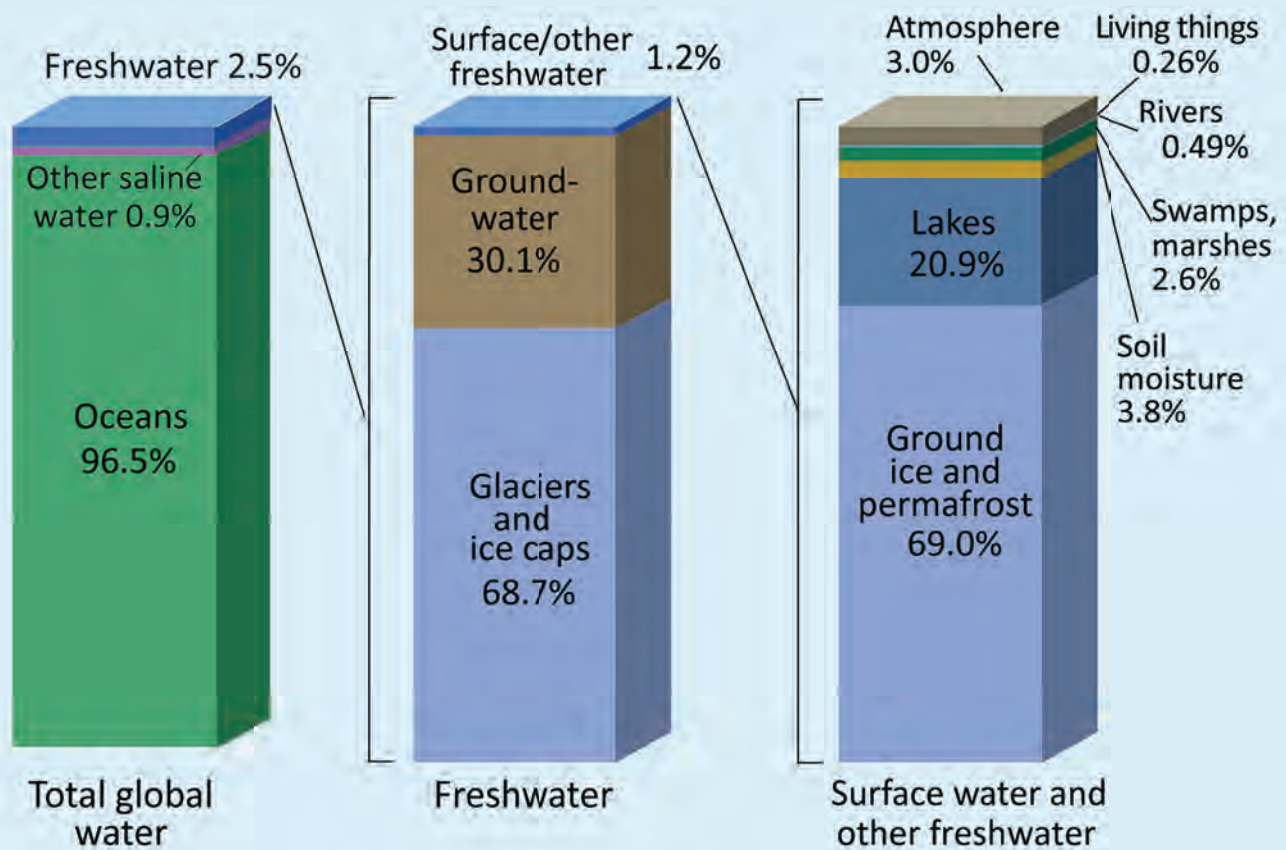 Freshwater 2.5%
Other saline
water 0.9%
Oceans
96.5%
Total global
water
Surface/other
freshwater 1.2%
Ground-
water
30.1%
Glaciers
and
ice caps
68.7%
Freshwater
Atmosphere
3.0%
Living things
0.26%
Rivers
0.49%
Swamps,
marshes
2.6%
Soil
moisture
3.8%
Lakes
20.9%
Ground
ice and
permafrost
69.0%
Surface water and
other freshwater